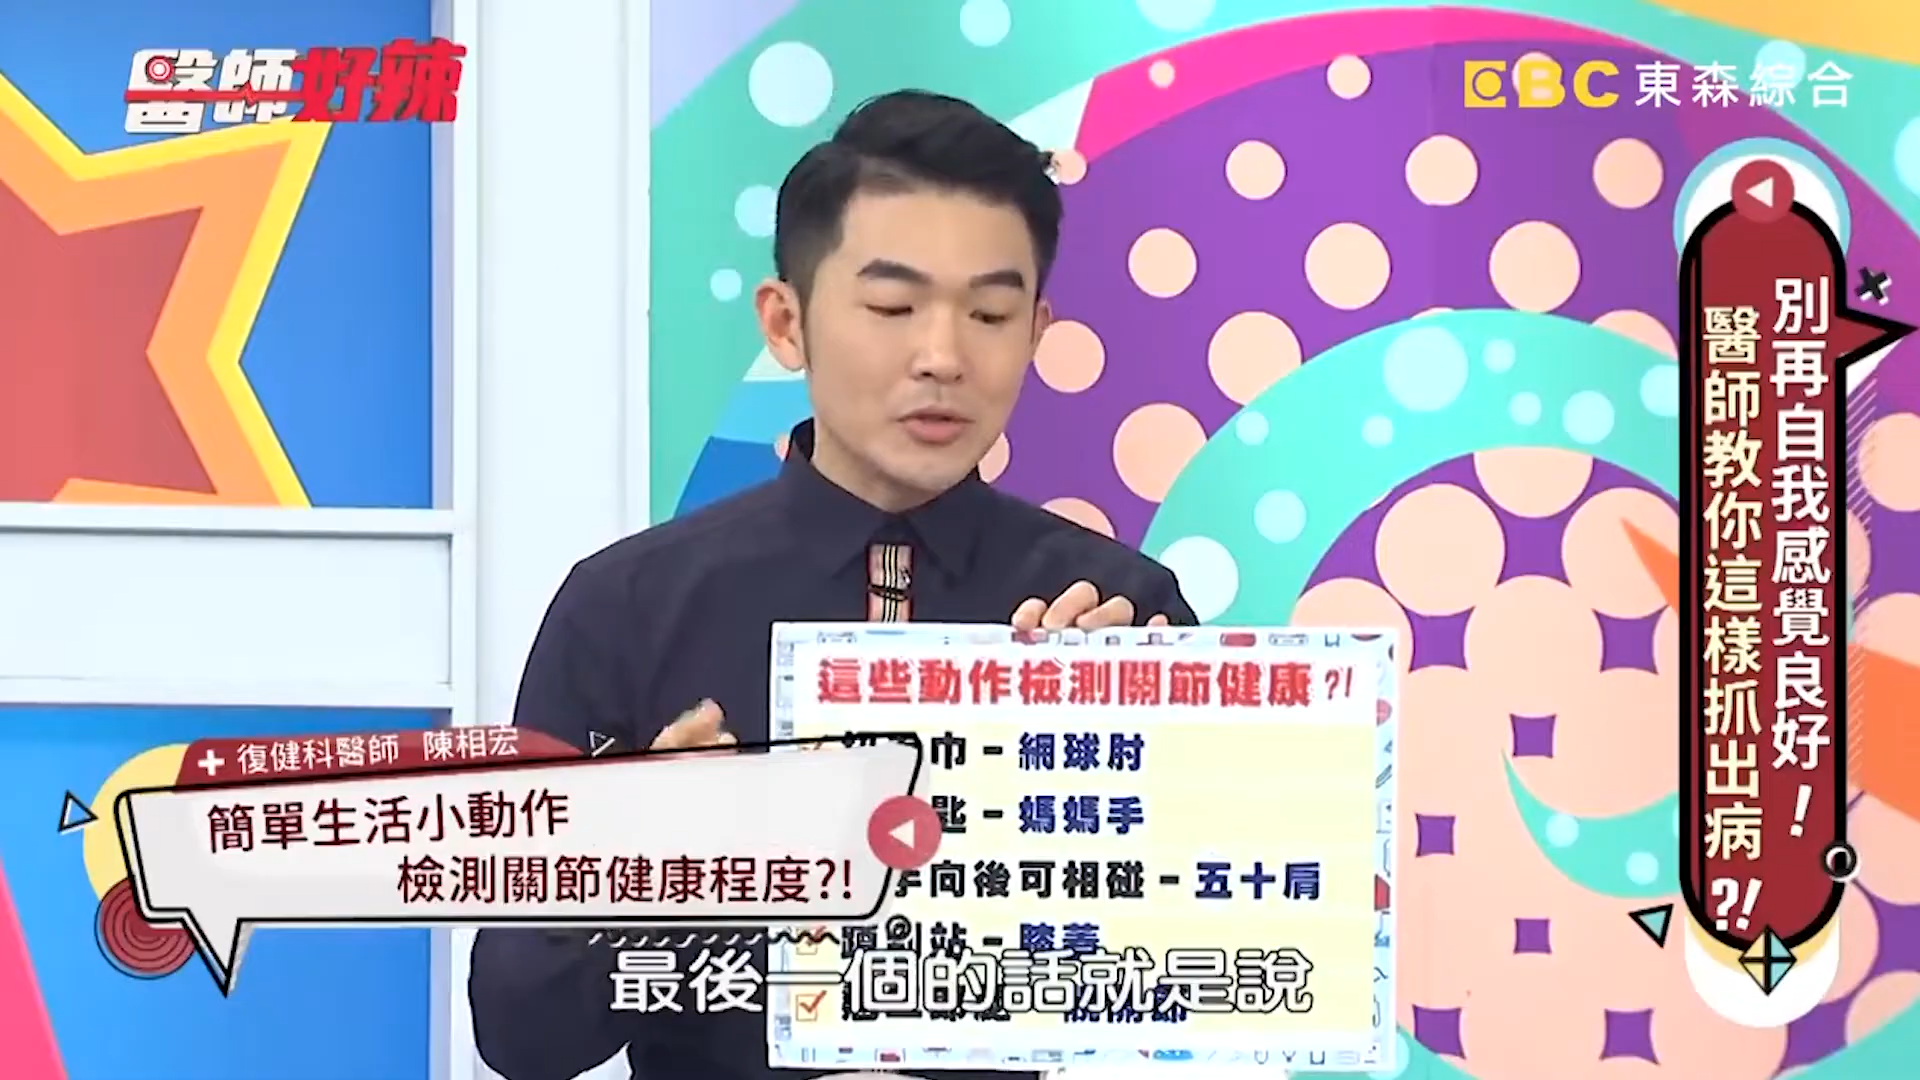 醫師好辣
EBC 東森綜合
別再自我感覺良好！
醫師教你這樣抓出病?!
這些動作檢測關節健康?!
巾-網球肘
匙-媽媽手
手向後可相碰-五十肩
復健科醫師 陳相宏
簡單生活小動作
檢測關節健康程度?!
最後一個的話就是說